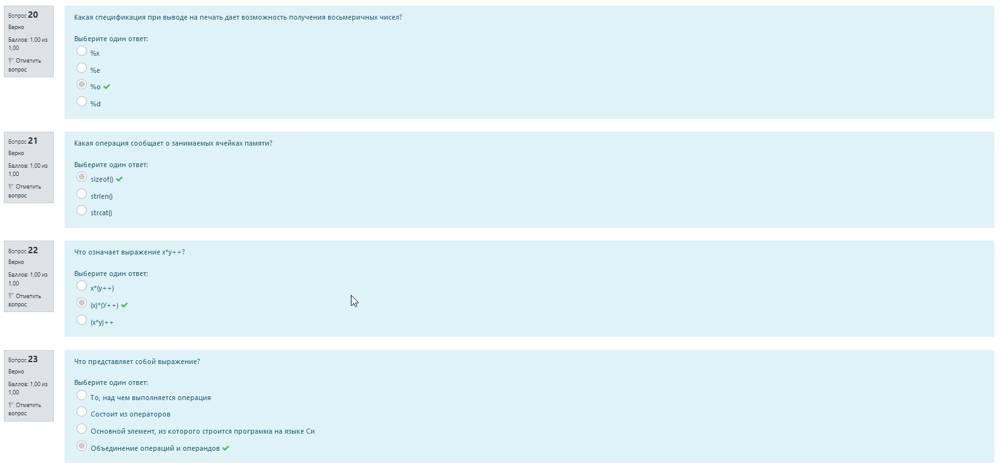 Вопрос 20
Верно
Баллов: 1,00 из
1,00
Отметить
вопрос
Какая спецификация при выводе на печать дает возможность получения восьмеричных чисел?
Выберите один ответ:
%x
%e
%o
%d
Вопрос 21
Верно
Баллов: 1,00 из
1,00
Отметить
вопрос
Какая операция сообщает о занимаемых ячейках памяти?
Выберите один ответ:
sizeof()
strlen()
strcat()
Вопрос 22
Верно
Баллов: 1,00 из
1,00
Отметить
вопрос
Что означает выражение x*y++?
Выберите один ответ:
x*(y++)
(x)*(У++)
(x*y)++
Вопрос 23
Верно
Баллов: 1,00 из
1,00
Отметить
вопрос
Что представляет собой выражение?
Выберите один ответ:
То, над чем выполняется операция
Состоит из операторов
Основной элемент, из которого строится программа на языке Си
Объединение операций и операндов